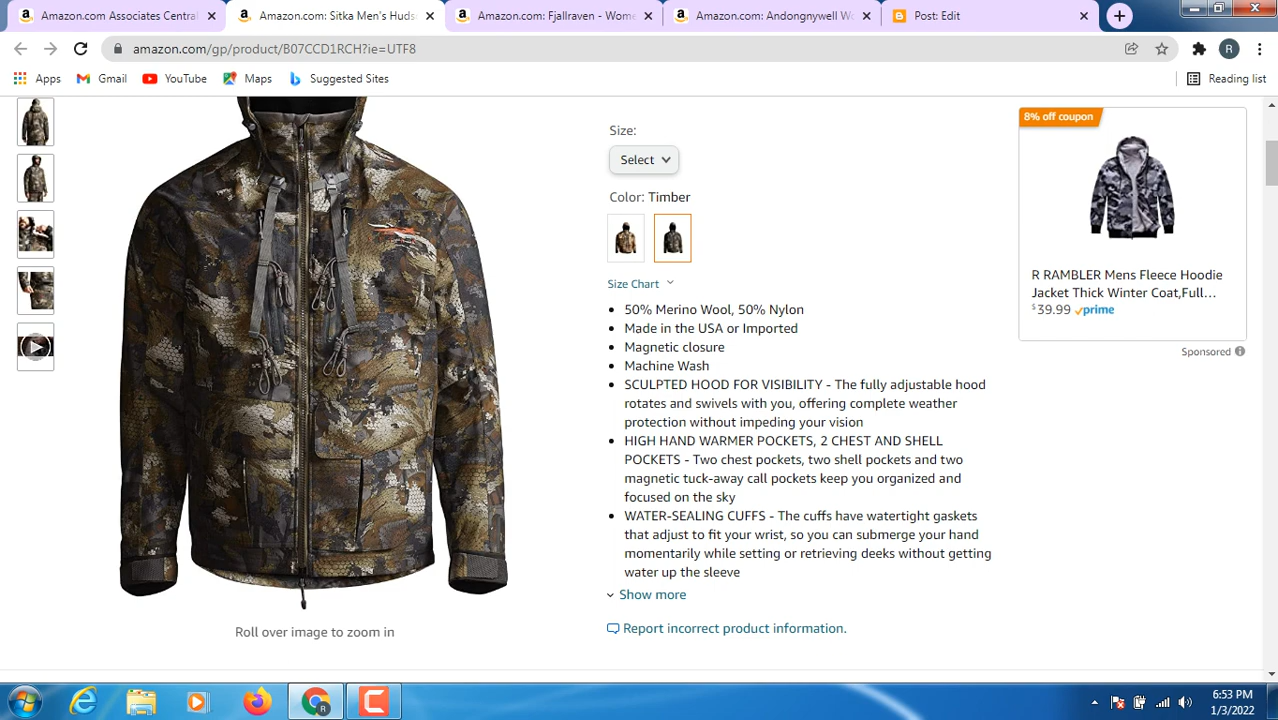 Amazon.com Associates Central
Amazon.com: Sitka Men's Huds
Amazon.com: Fjallraven - Wome
Amazon.com: Andongnywell Wo
Post: Edit
amazon.com/gp/product/B07CCD1RCH?ie=UTF8
R
Apps
Gmail
YouTube
Maps
Suggested Sites
Reading list
Size:
Select
Color: Timber
Size Chart
50% Merino Wool, 50% Nylon
Made in the USA or Imported
Magnetic closure
Machine Wash
SCULPTED HOOD FOR VISIBILITY - The fully adjustable hood
rotates and swivels with you, offering complete weather
protection without impeding your vision
HIGH HAND WARMER POCKETS, 2 CHEST AND SHELL
POCKETS - Two chest pockets, two shell pockets and two
magnetic tuck-away call pockets keep you organized and
focused on the sky
WATER-SEALING CUFFS - The cuffs have watertight gaskets
that adjust to fit your wrist, so you can submerge your hand
momentarily while setting or retrieving deeks without getting
water up the sleeve
Show more
Report incorrect product information.
Roll over image to zoom in
8% off coupon
R RAMBLER Mens Fleece Hoodie
Jacket Thick Winter Coat,Full...
$39.99 prime
Sponsored
6:53 PM
1/3/2022